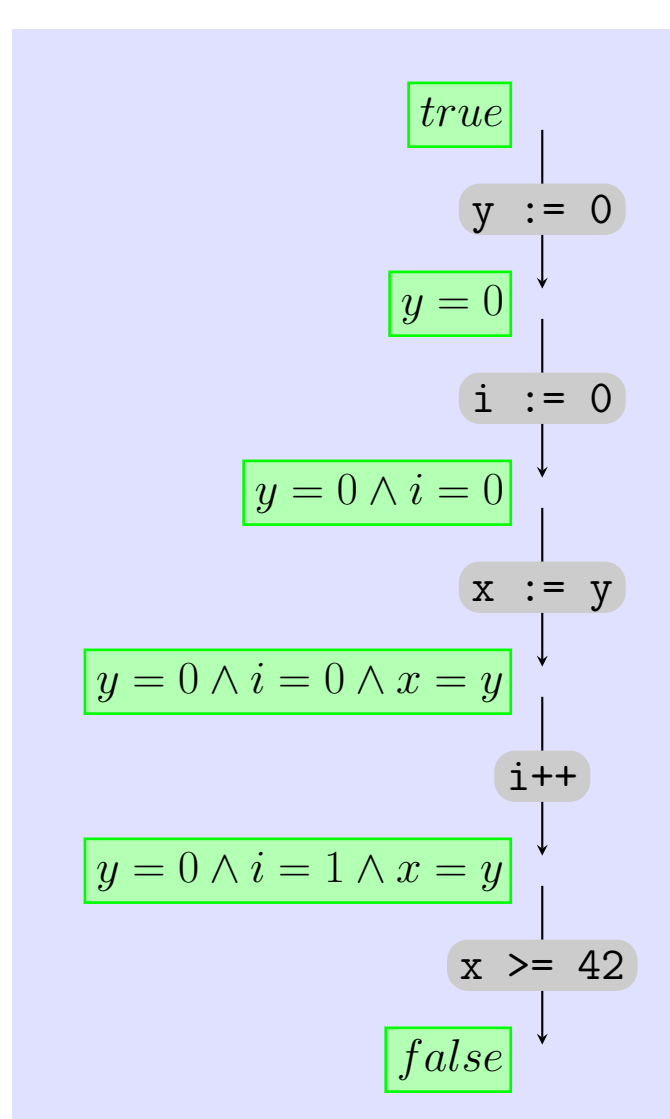 true
y := 0
y = 0
i := 0
y = 0 ∧ i = 0
x := y
y = 0 ∧ i = 0 ∧ x = y
i++
y = 0 ∧ i = 1 ∧ x = y
x >= 42
false